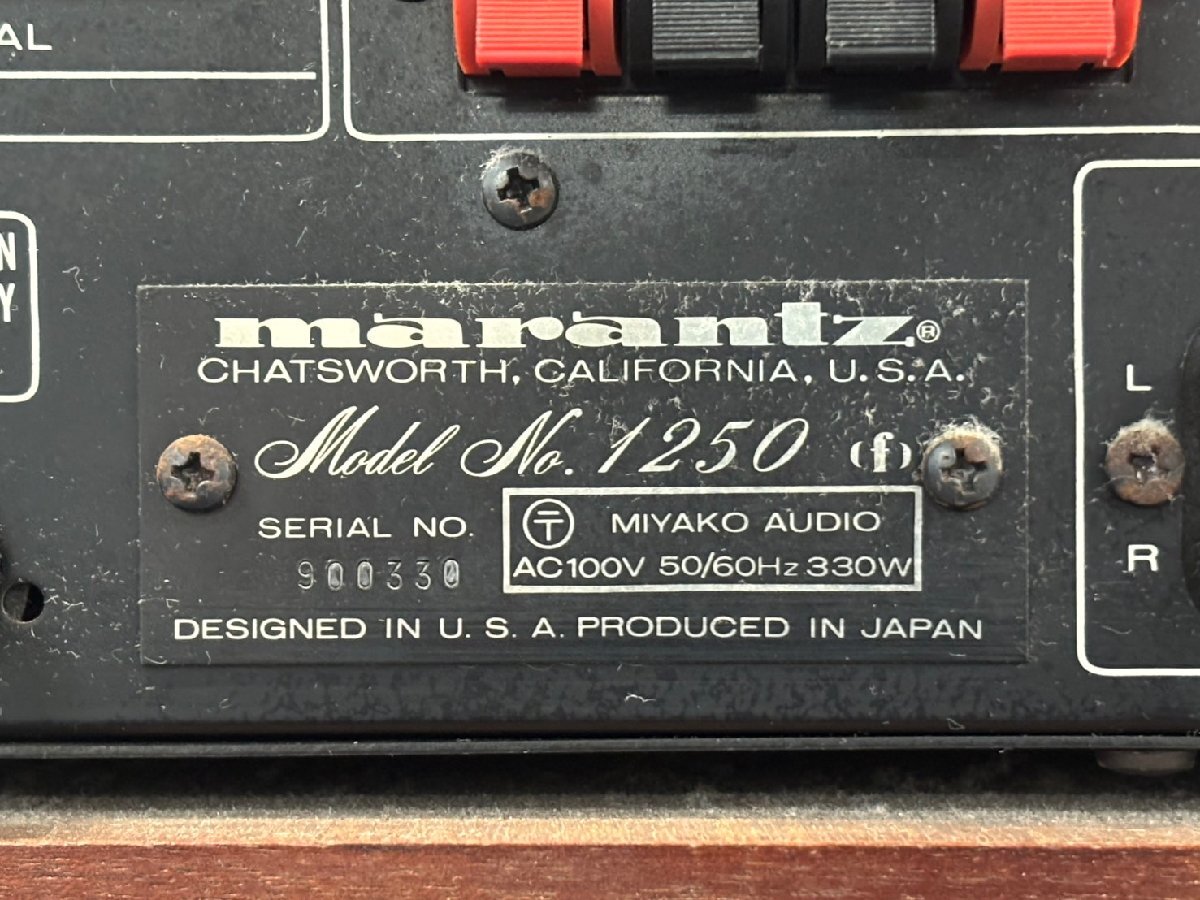 AL
N
Y
marantz®
CHATSWORTH, CALIFORNIA, U.S.A.
Model No. 1250 (f)
SERIAL NO.
900330
〒 MIYAKO AUDIO
AC100V 50/60Hz 330W
DESIGNED IN U.S.A. PRODUCED IN JAPAN
L
R